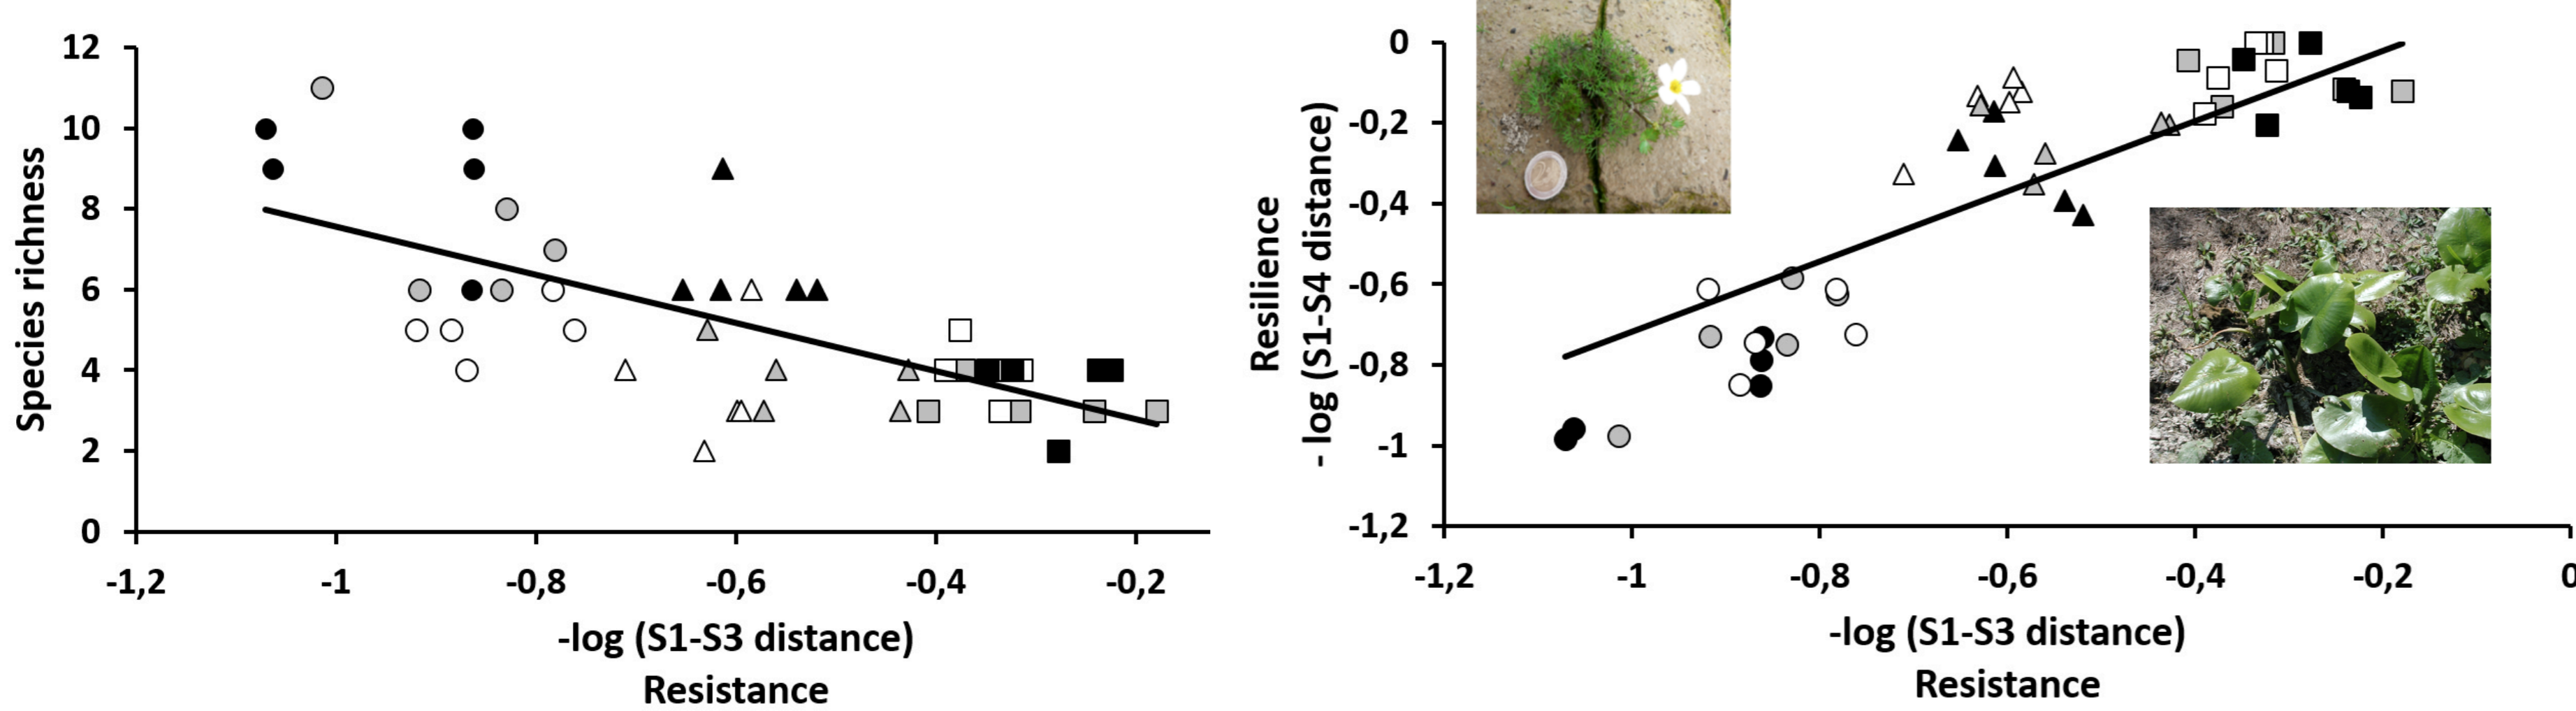 Species richness
12
10
8
6
4
2
0
-1,2 -1 -0,8 -0,6 -0,4 -0,2
-log (S1-S3 distance)
Resistance
Resilience
- log (S1-S4 distance)
0
-0,2
-0,4
-0,6
-0,8
-1
-1,2
-1,2 -1 -0,8 -0,6 -0,4 -0,2 0
-log (S1-S3 distance)
Resistance